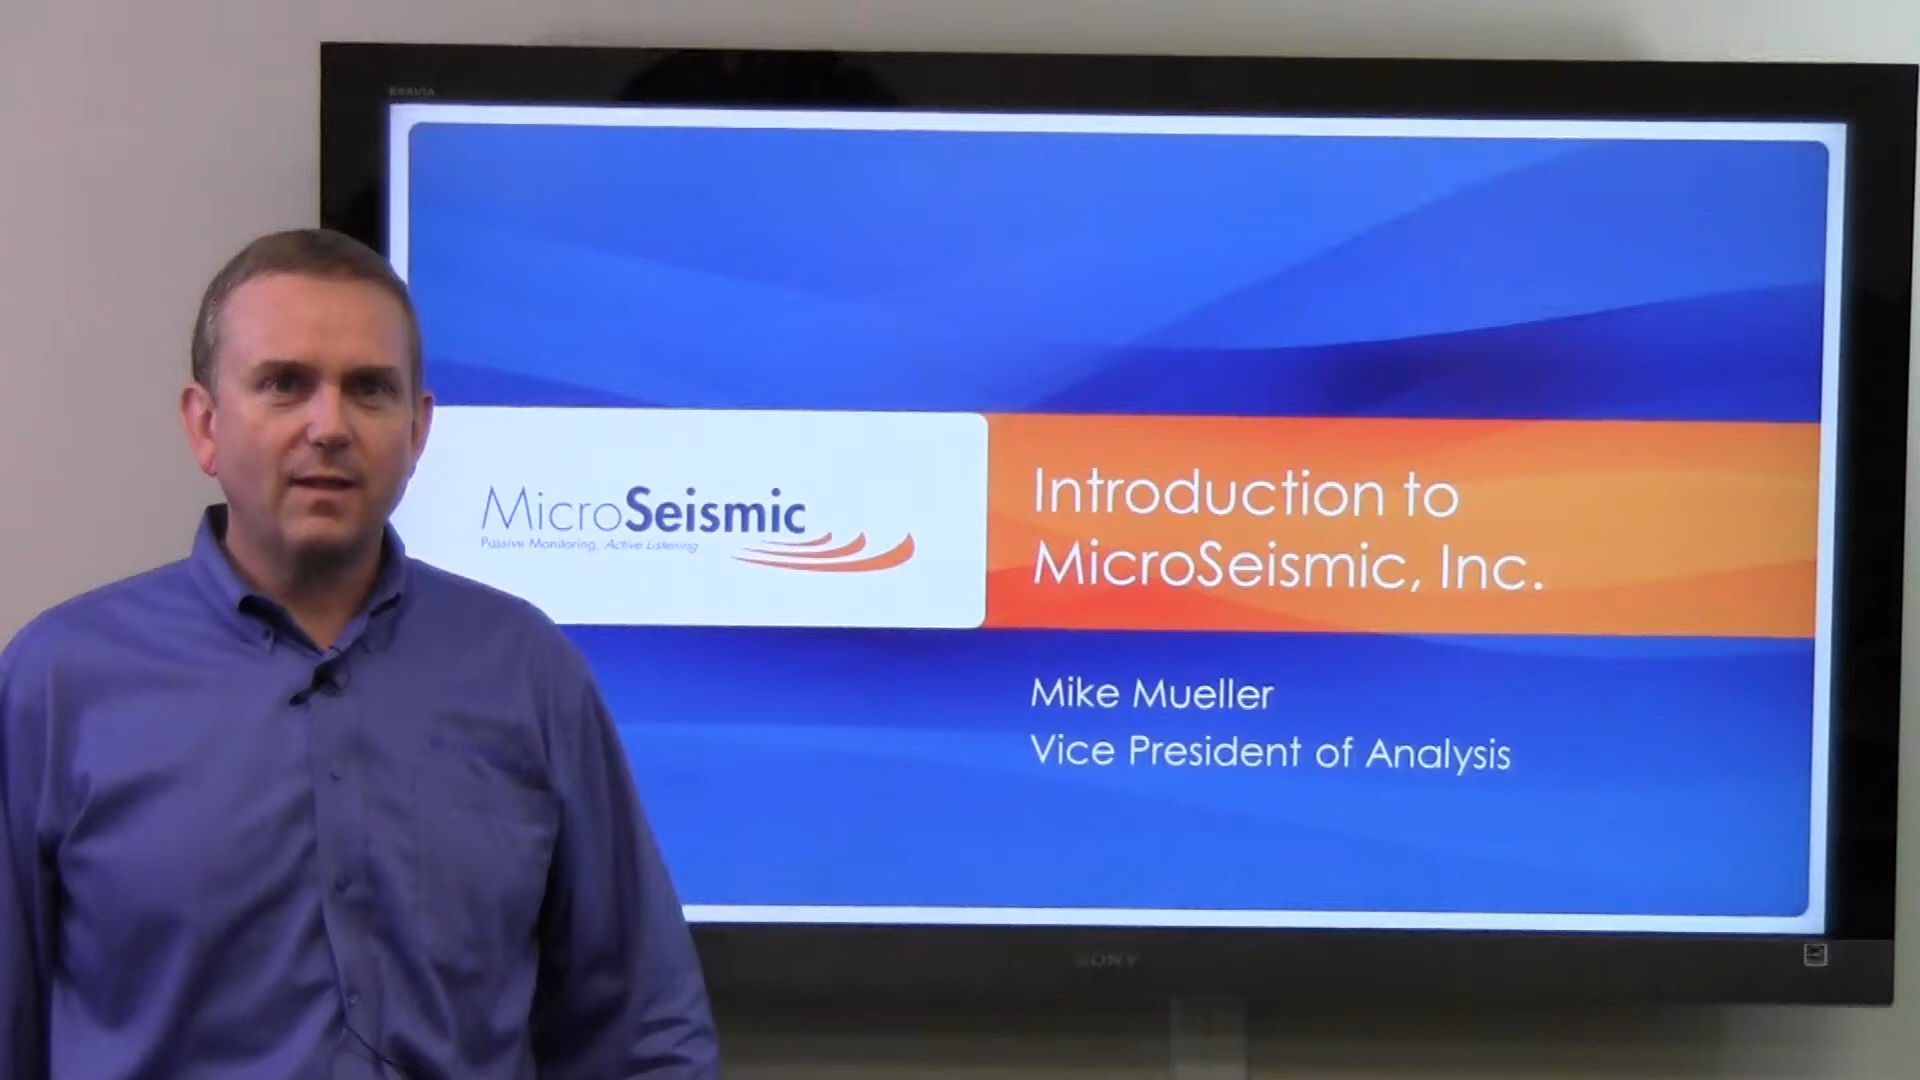 BRAVIA
MicroSeismic
Passive Monitoring, Active Listening
Introduction to
MicroSeismic, Inc.
Mike Mueller
Vice President of Analysis
SONY